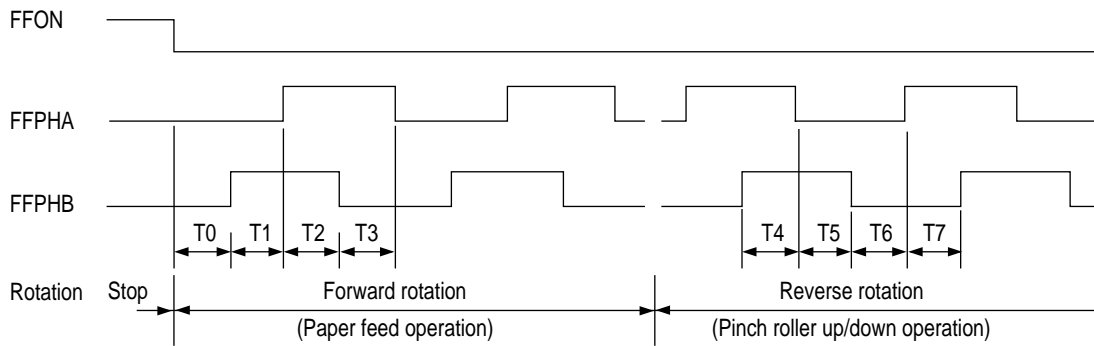 FFON
FFPHA
FFPHB
T0 T1 T2 T3 T4 T5 T6 T7
Rotation Stop Forward rotation Reverse rotation
(Paper feed operation) (Pinch roller up/down operation)